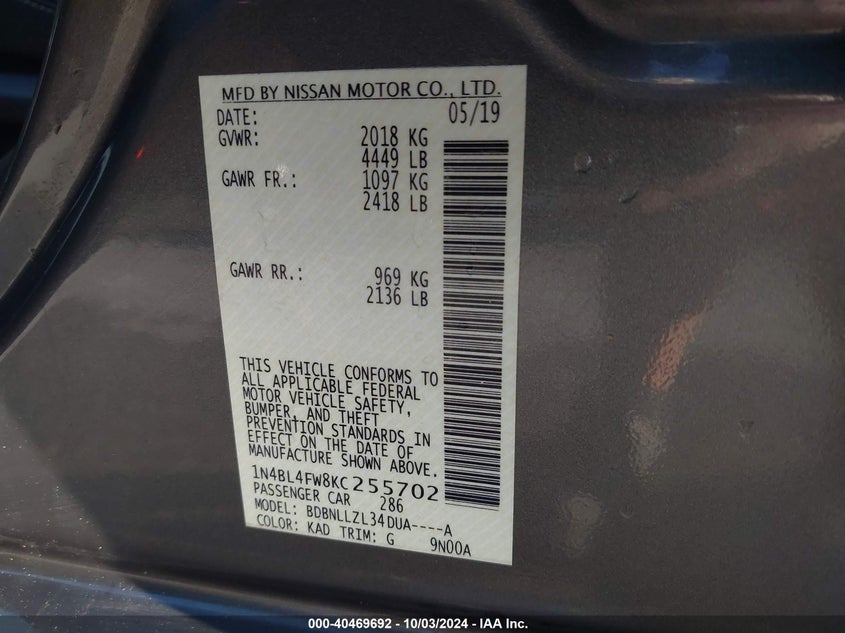 MFD BY NISSAN MOTOR CO., LTD.
DATE: 05/19
GVWR: 2018 KG
4449 LB
GAWR FR.: 1097 KG
2418 LB
GAWR RR.: 969 KG
2136 LB
THIS VEHICLE CONFORMS TO
ALL APPLICABLE FEDERAL
MOTOR VEHICLE SAFETY,
BUMPER, AND THEFT
PREVENTION STANDARDS IN
EFFECT ON THE DATE OF
MANUFACTURE SHOWN ABOVE.
1N4BL4FW8KC255702
PASSENGER CAR 286
MODEL: BDBNLLZL34DUA----A
COLOR: KAD TRIM: G 9N00A
000-40469692 - 10/03/2024 - IAA Inc.